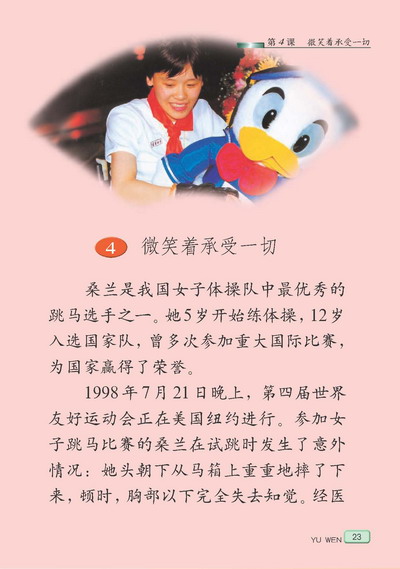 第4课 微笑着承受一切
4 微笑着承受一切
桑兰是我国女子体操队中最优秀的
跳马选手之一。她5岁开始练体操，12岁
入选国家队，曾多次参加重大国际比赛，
为国家赢得了荣誉。
1998年7月21日晚上，第四届世界
友好运动会正在美国纽约进行。参加女
子跳马比赛的桑兰在试跳时发生了意外
情况：她头朝下从马箱上重重地摔了下
来，顿时，胸部以下完全失去知觉。经医
YU WEN 23